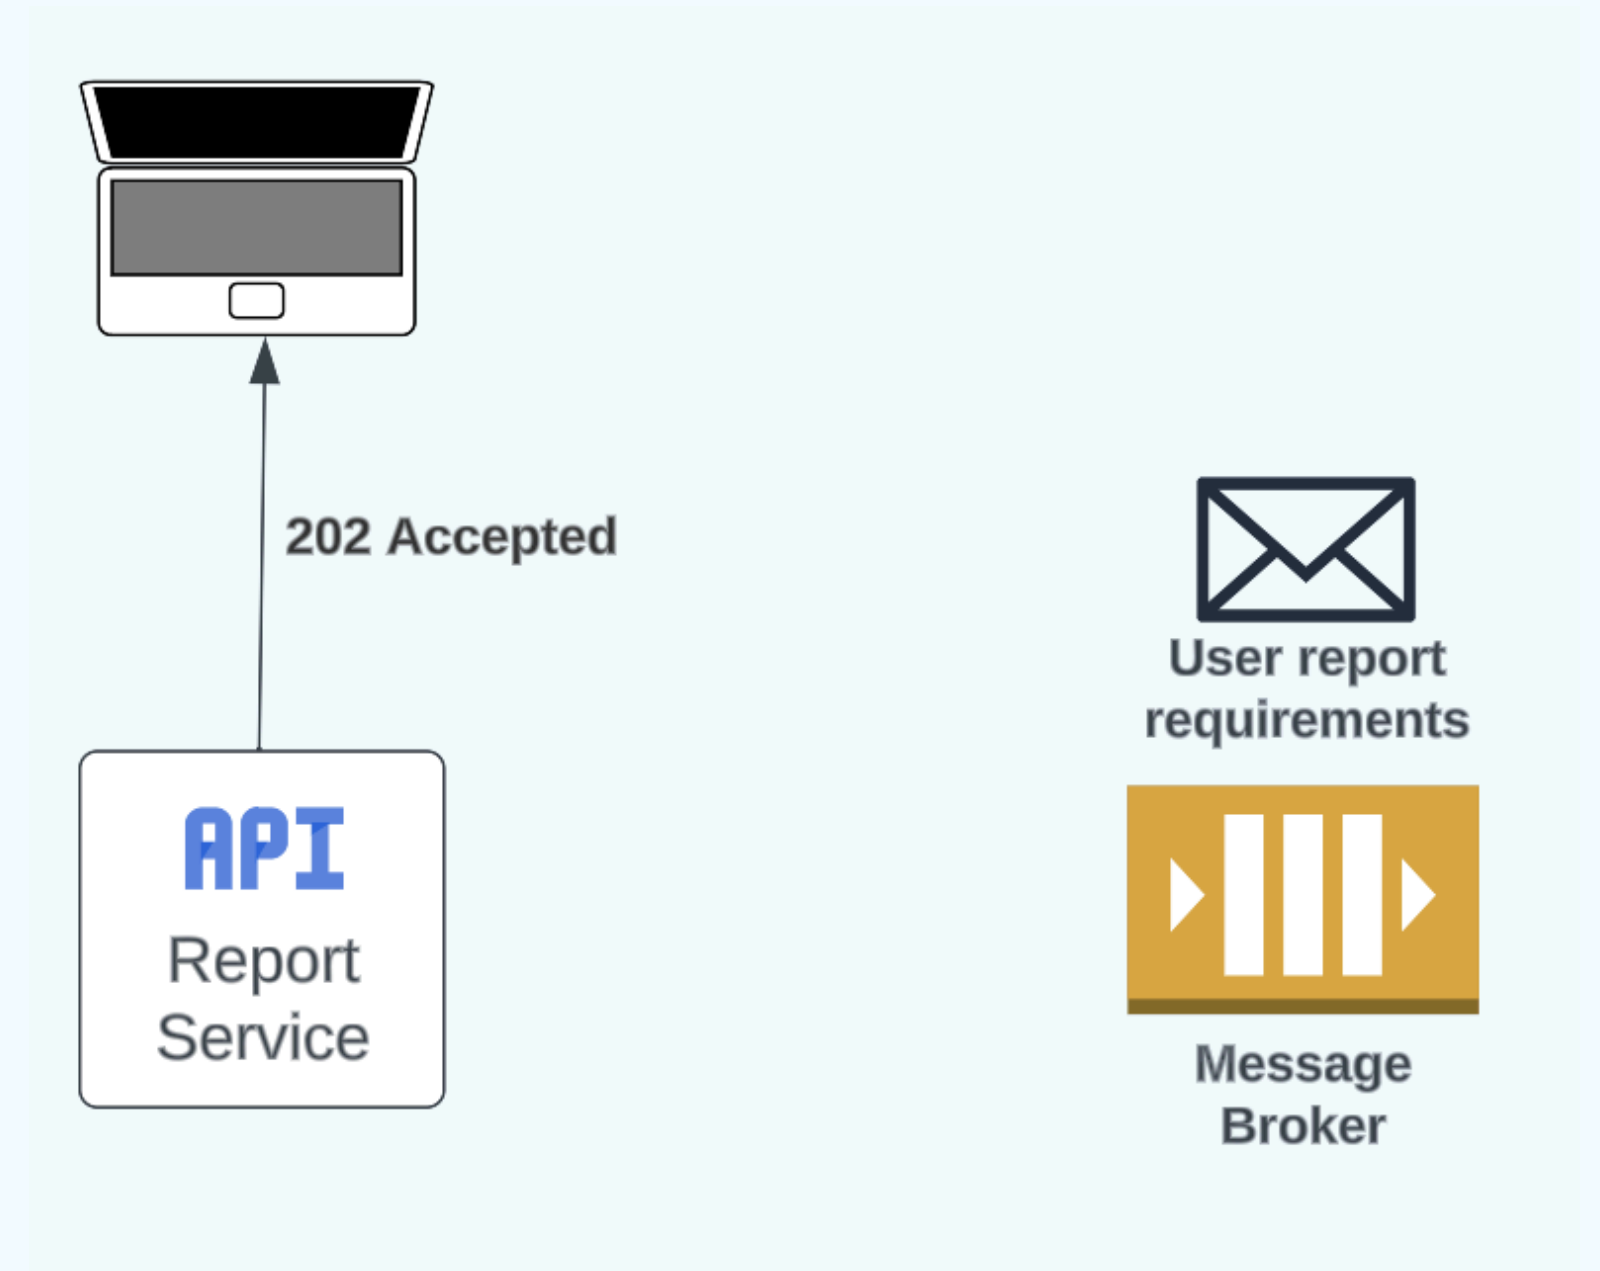 202 Accepted
User report
requirements
API
Report
Service
Message
Broker